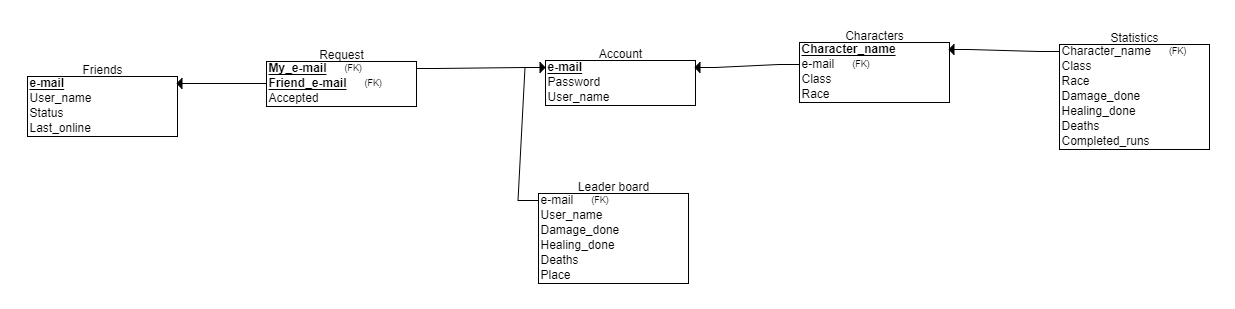 Friends
e-mail
User_name
Status
Last_online
Request
My_e-mail (FK)
Friend_e-mail (FK)
Accepted
Account
e-mail
Password
User_name
Characters
Character_name
e-mail (FK)
Class
Race
Statistics
Character_name (FK)
Class
Race
Damage_done
Healing_done
Deaths
Completed_runs
Leader board
e-mail (FK)
User_name
Damage_done
Healing_done
Deaths
Place